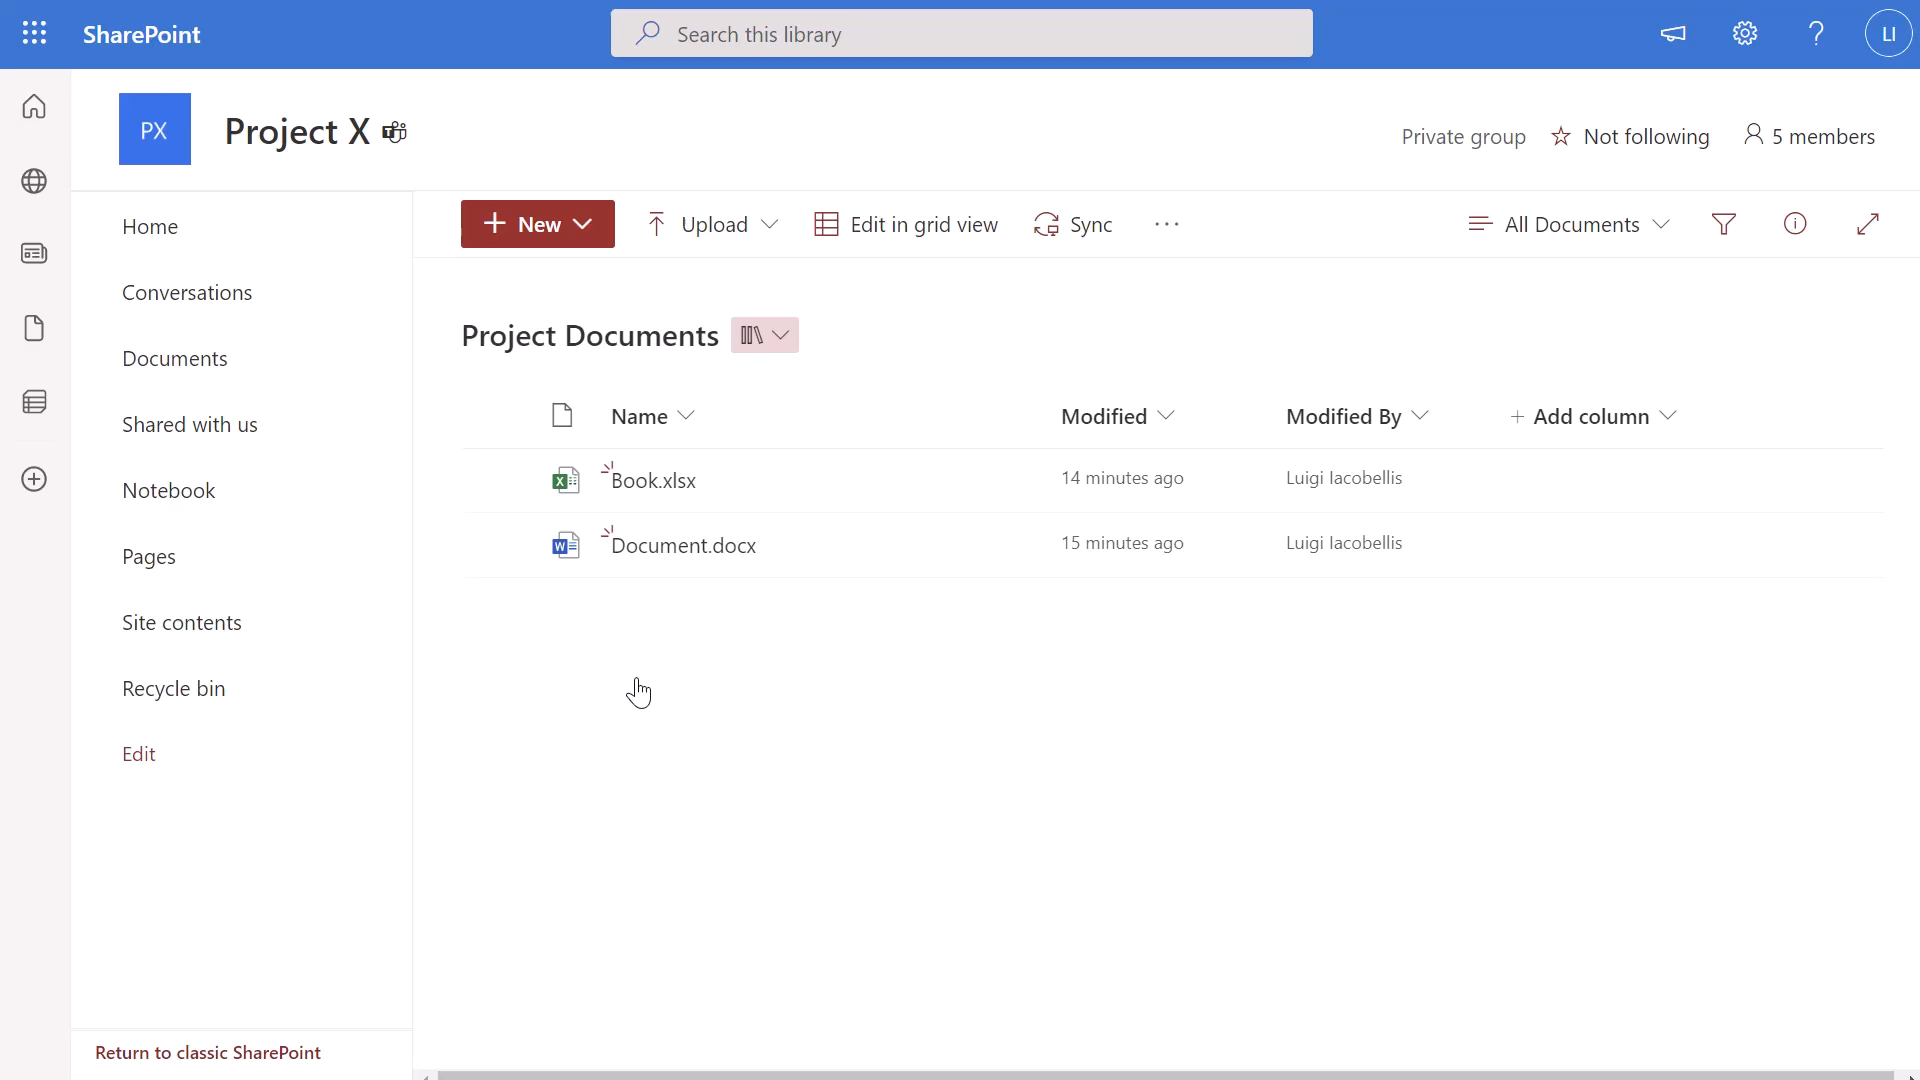 SharePoint
Search this library
LI
PX
Project X
Private group
Not following
5 members
Home
Conversations
Documents
Shared with us
Notebook
Pages
Site contents
Recycle bin
Edit
Return to classic SharePoint
New
Upload
Edit in grid view
Sync
All Documents
Project Documents
Name
Modified
Modified By
Add column
Book.xlsx
14 minutes ago
Luigi Iacobellis
Document.docx
15 minutes ago
Luigi Iacobellis